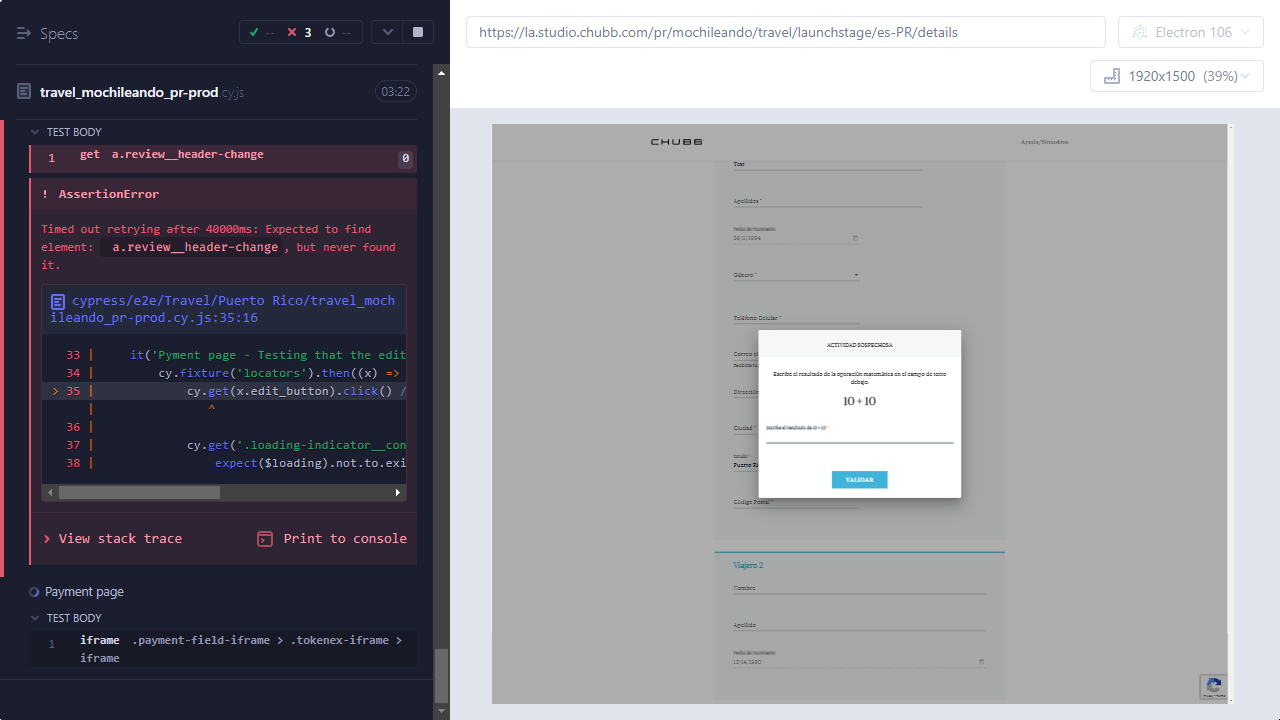 Specs
-- 3 --
travel_mochileando_pr-prod.cy.js 03:22
TEST BODY
1 get a.review__header-change 0
! AssertionError
Timed out retrying after 40000ms: Expected to find
element: a.review__header-change, but never found
it.
cypress/e2e/Travel/Puerto Rico/travel_moch
ileando_pr-prod.cy.js:35:16
33 | it('Pyment page - Testing that the edit
34 | cy.fixture('locators').then((x) =>
> 35 | cy.get(x.edit_button).click() /
| ^
36 |
37 | cy.get('.loading-indicator__con
38 | expect($loading).not.to.exi
> View stack trace
Print to console
Payment page
TEST BODY
1 iframe .payment-field-iframe > .tokenex-iframe >
iframe
https://la.studio.chubb.com/pr/mochileando/travel/launchstage/es-PR/details
Electron 106
1920x1500 (39%)
CHUBB
Ayuda/Siniestros
Test
Apellidos *
Fecha de Nacimiento
Género *
Teléfono Celular *
Correo el
Dirección
Ciudad *
Estado *
Puerto Ri
Código Postal *
ACTIVIDAD SOSPECHOSA
Escribe el resultado de la operación matemática en el campo de texto
debajo.
10 + 10
Escribe el resultado de 10 + 10 *
VALIDAR
Viajero 2
Nombre
Apellido
Fecha de Nacimiento
10/14/1990